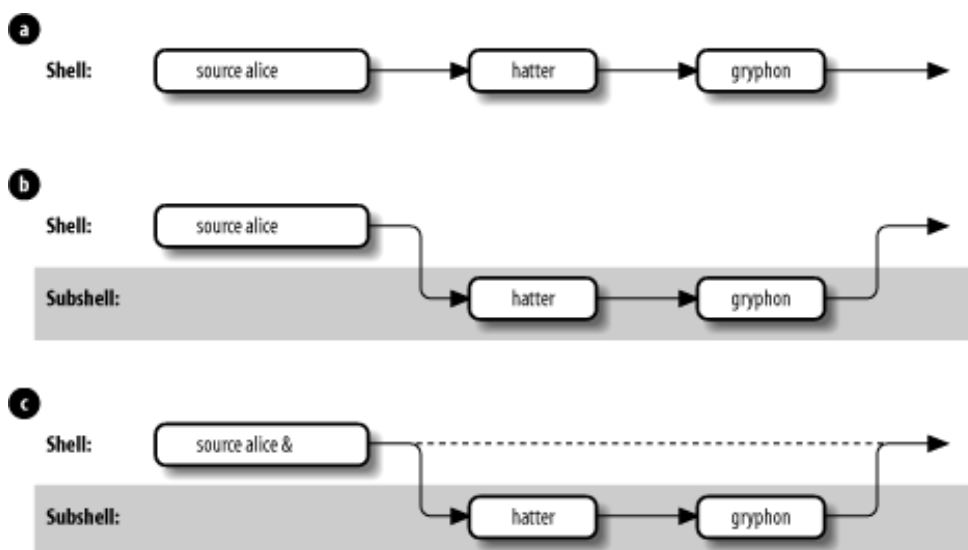 a
Shell: source alice hatter gryphon
b
Shell: source alice
Subshell: hatter gryphon
c
Shell: source alice &
Subshell: hatter gryphon